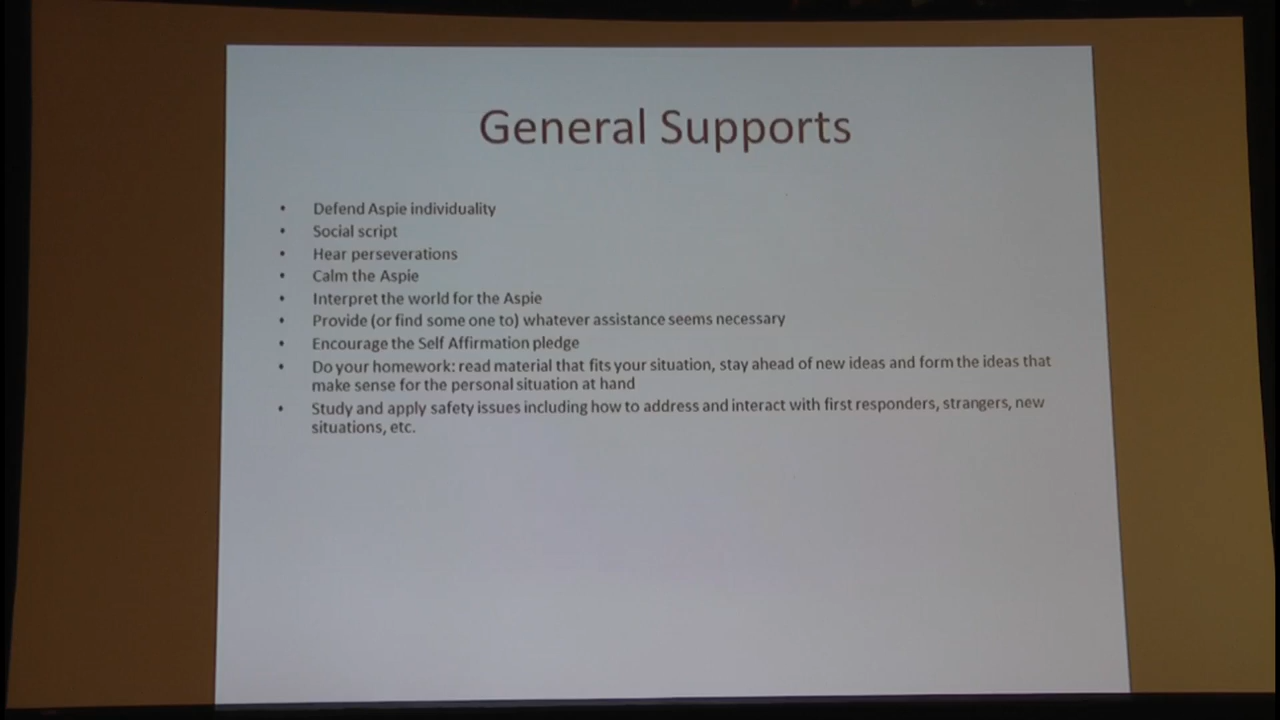 General Supports
• Defend Aspie individuality
• Social script
• Hear perseverations
• Calm the Aspie
• Interpret the world for the Aspie
• Provide (or find some one to) whatever assistance seems necessary
• Encourage the Self Affirmation pledge
• Do your homework: read material that fits your situation, stay ahead of new ideas and form the ideas that
make sense for the personal situation at hand
• Study and apply safety issues including how to address and interact with first responders, strangers, new
situations, etc.